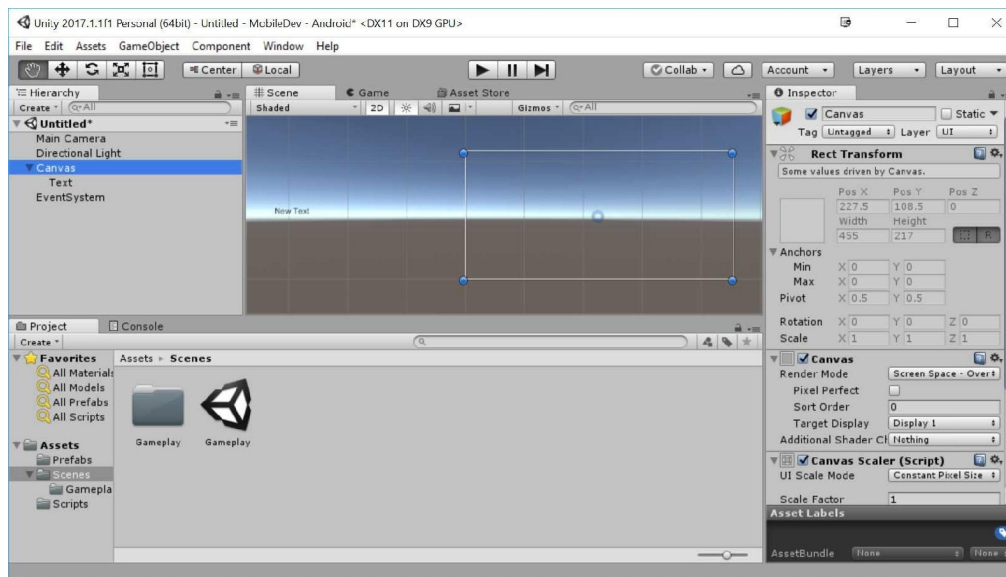 Unity 2017.1.1f1 Personal (64bit) - Untitled - MobileDev - Android* <DX11 on DX9 GPU>
File Edit Assets GameObject Component Window Help
Center Local Collab Account Layers Layout
Hierarchy
Create All
Untitled*
Main Camera
Directional Light
Canvas
Text
EventSystem
Scene Game Asset Store
Shaded 2D Gizmos All
New Text
Inspector
Canvas Static
Tag Untagged Layer UI
Rect Transform
Some values driven by Canvas.
Pos X Pos Y Pos Z
227.5 108.5 0
Width Height
455 217 R
Anchors
Min X 0 Y 0
Max X 0 Y 0
Pivot X 0.5 Y 0.5
Rotation X 0 Y 0 Z 0
Scale X 1 Y 1 Z 1
Canvas
Render Mode Screen Space - Over
Pixel Perfect
Sort Order 0
Target Display Display 1
Additional Shader Cl Nothing
Canvas Scaler (Script)
UI Scale Mode Constant Pixel Size
Scale Factor 1
Asset Labels
AssetBundle None None
Project Console
Create
Favorites
All Materials
All Models
All Prefabs
All Scripts
Assets
Prefabs
Scenes
Gamepla
Scripts
Assets Scenes
Gameplay Gameplay